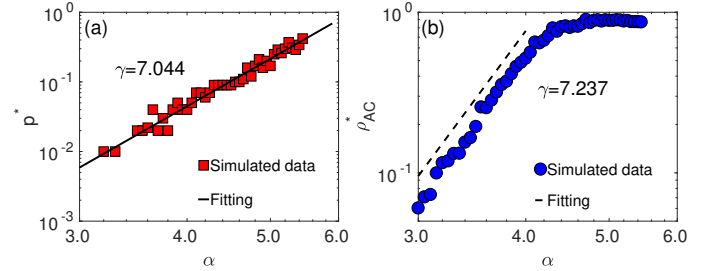 (a)
10^0
10^-1
10^-2
10^-3
p*
γ=7.044
Simulated data
Fitting
3.0 4.0 5.0 6.0
α
(b)
10^0
10^-1
ρ*AC
γ=7.237
Simulated data
Fitting
3.0 4.0 5.0 6.0
α